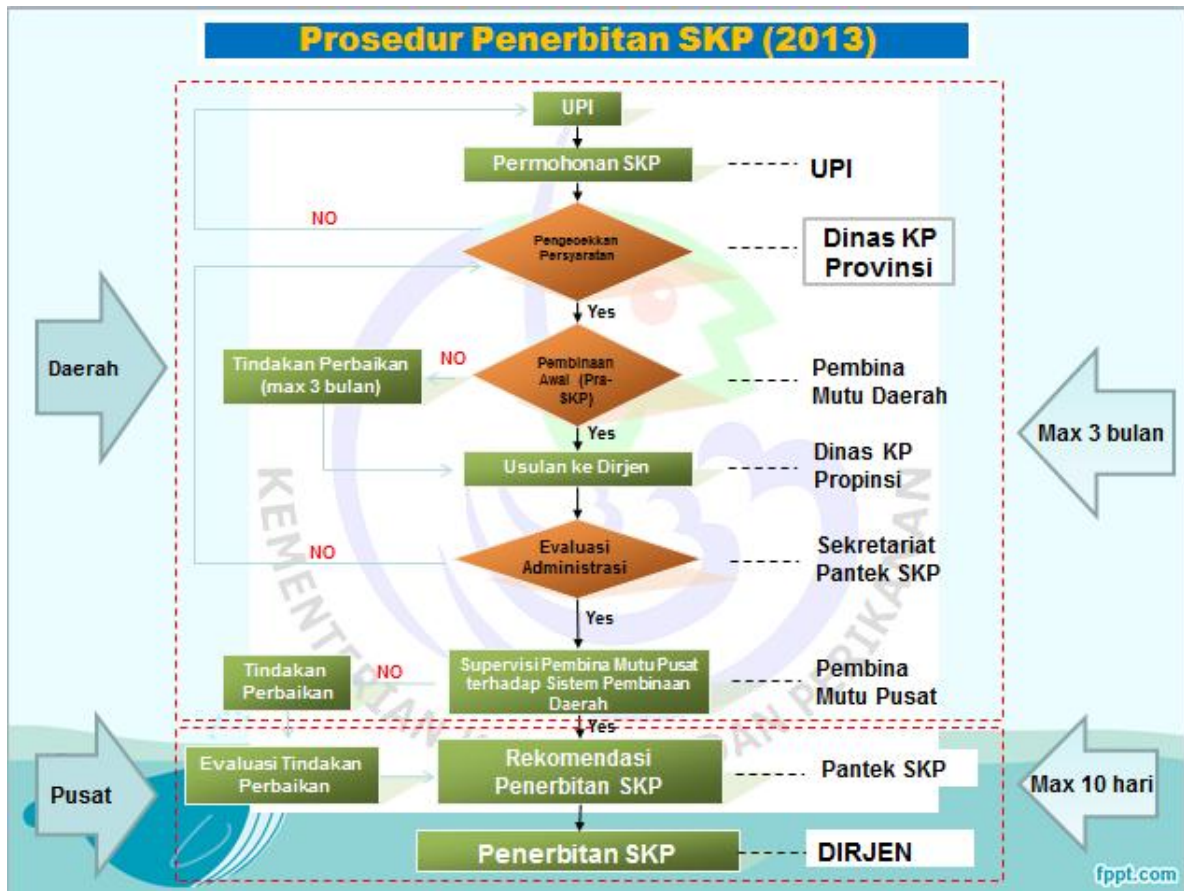 Prosedur Penerbitan SKP (2013)
UPI
Permohonan SKP
UPI
NO
Pengecekkan
Persyaratan
Dinas KP
Provinsi
Yes
Daerah
Tindakan Perbaikan
(max 3 bulan)
NO
Pembinaan
Awal (Pra-
SKP)
Pembina
Mutu Daerah
Max 3 bulan
Yes
Usulan ke Dirjen
Dinas KP
Propinsi
NO
Evaluasi
Administrasi
Sekretariat
Pantek SKP
Yes
Tindakan
Perbaikan
NO
Supervisi Pembina Mutu Pusat
terhadap Sistem Pembinaan
Daerah
Pembina
Mutu Pusat
Yes
Pusat
Evaluasi Tindakan
Perbaikan
Rekomendasi
Penerbitan SKP
Pantek SKP
Max 10 hari
Penerbitan SKP
DIRJEN
KEMENTERIAN
DAN PERIKANAN
fppt.com